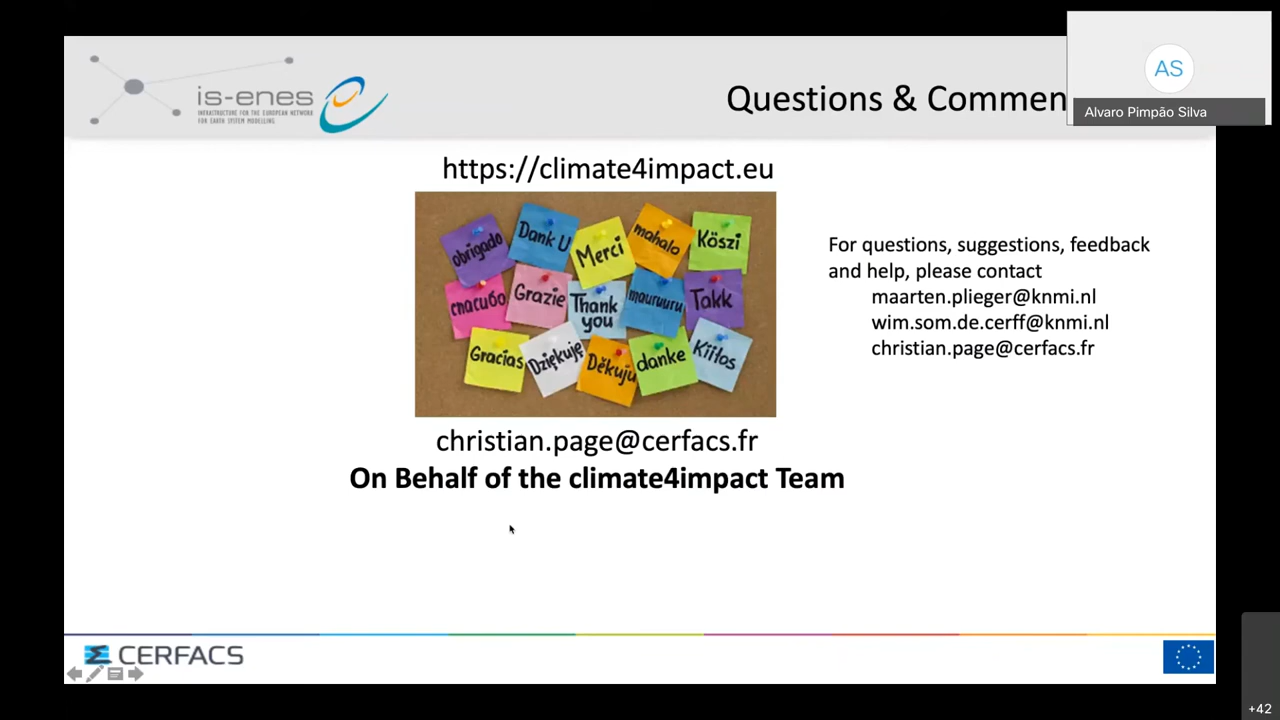 is-enes
INFRASTRUCTURE FOR THE EUROPEAN NETWORK
FOR EARTH SYSTEM MODELLING
Questions & Commen
AS
Alvaro Pimpão Silva
https://climate4impact.eu
obrigado
Dank U
Merci
mahalo
Köszi
спасибо
Grazie
Thank
you
mauruuru
Takk
Gracias
Dziękuję
Děkuju
danke
Kiitos
For questions, suggestions, feedback
and help, please contact
maarten.plieger@knmi.nl
wim.som.de.cerff@knmi.nl
christian.page@cerfacs.fr
christian.page@cerfacs.fr
On Behalf of the climate4impact Team
CERFACS
+42